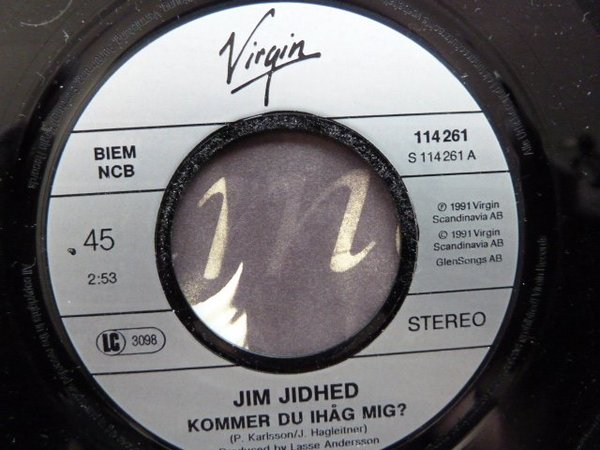 Virgin
BIEM
NCB
114 261
S 114 261 A
45
2:53
℗ 1991 Virgin
Scandinavia AB
© 1991 Virgin
Scandinavia AB
GlenSongs AB
LC 3098
STEREO
JIM JIDHED
KOMMER DU IHÅG MIG?
(P. Karlsson/J. Hagleitner)
Produced by Lasse Andersson